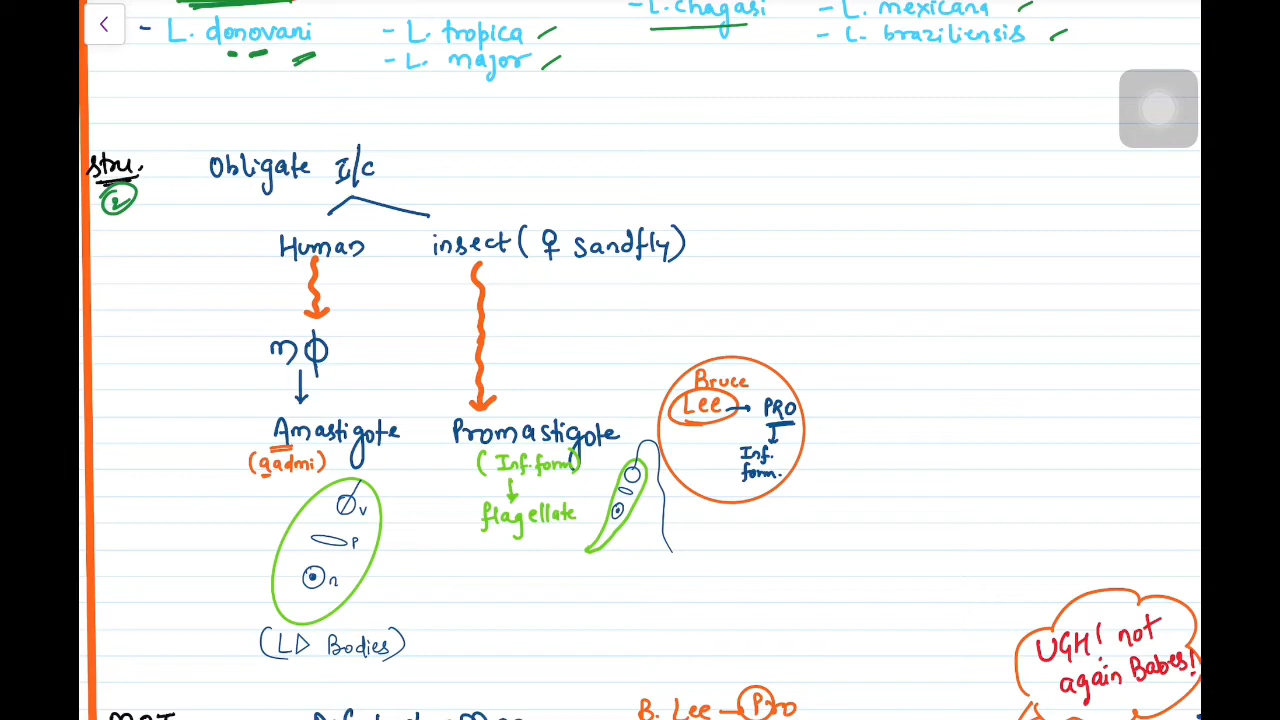 - L. chagasi - L. mexicana
- L. donovani - L. tropica - L. braziliensis
- L. major
stru. Obligate I/C
2
Human insect ( ♀ sandfly)
mϕ
Bruce
Lee → PRO
Inf.
form.
Amastigote Promastigote
(aadmi) ( Inf. form)
flagellate
v
P
n
(LD Bodies)
UGH! not
again Babes!
B. Lee – Pro